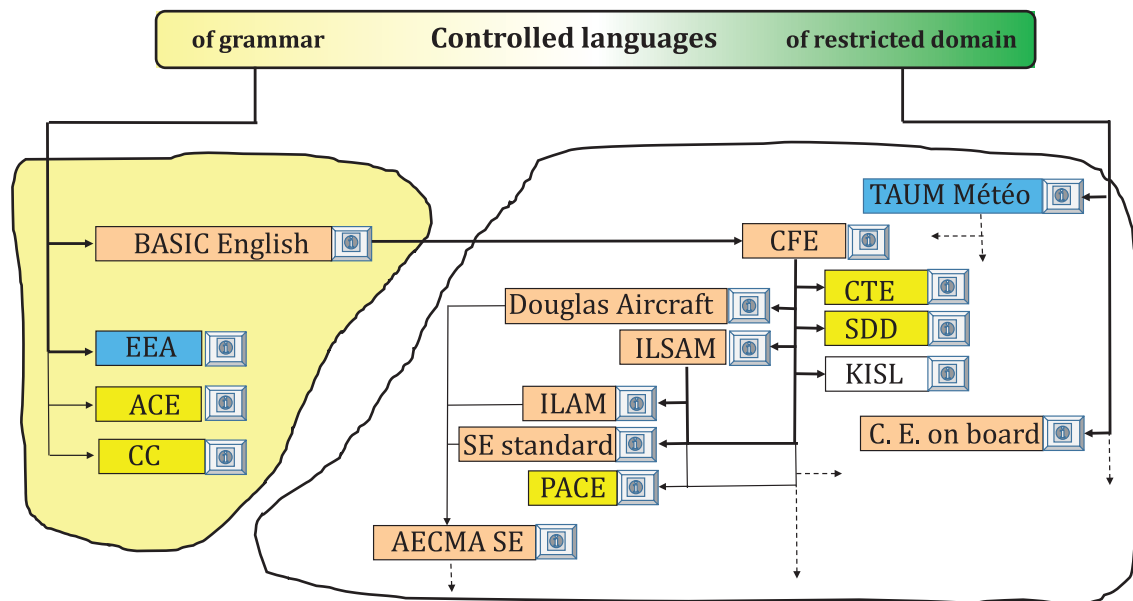 of grammar Controlled languages of restricted domain
TAUM Météo
BASIC English
CFE
CTE
Douglas Aircraft
SDD
EEA
ILSAM
KISL
ACE
ILAM
C. E. on board
CC
SE standard
PACE
AECMA SE